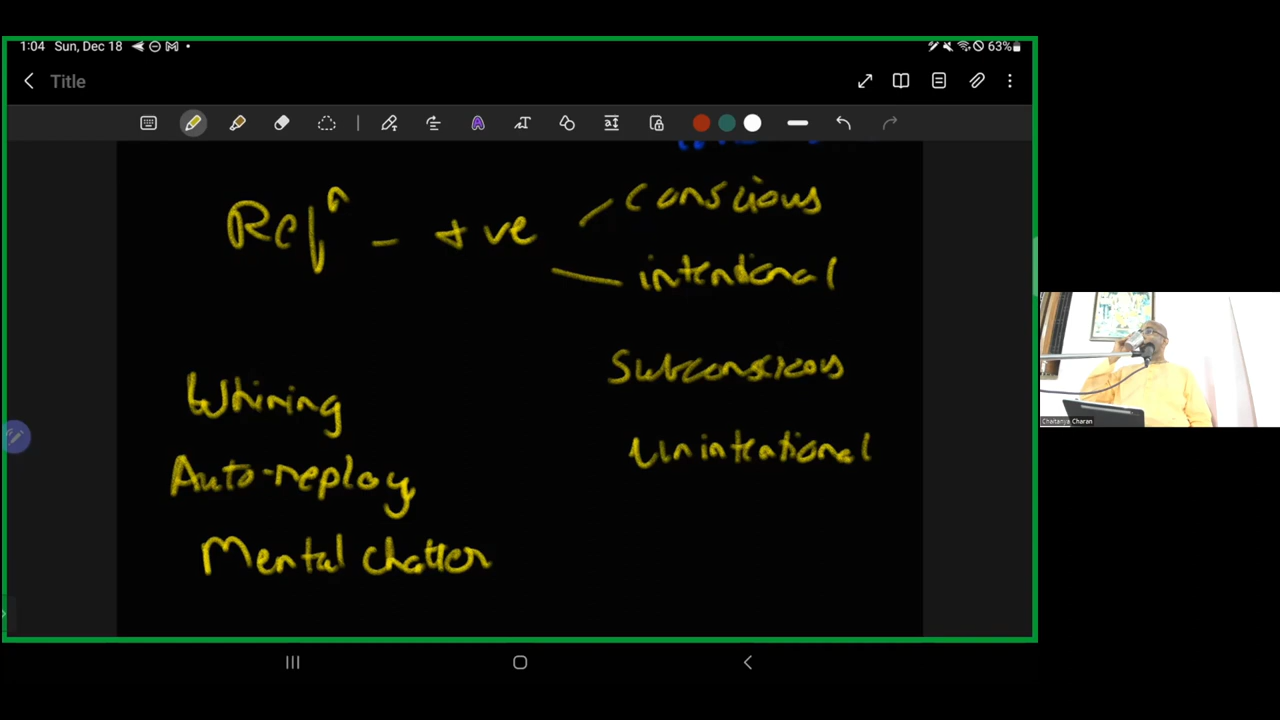 1:04 Sun, Dec 18 63%
Title
conscious
Ref^n - +ve
intentional
Subconscious
Whining
Unintentional
Auto-replay
Mental chatter
Chaitanya Charan